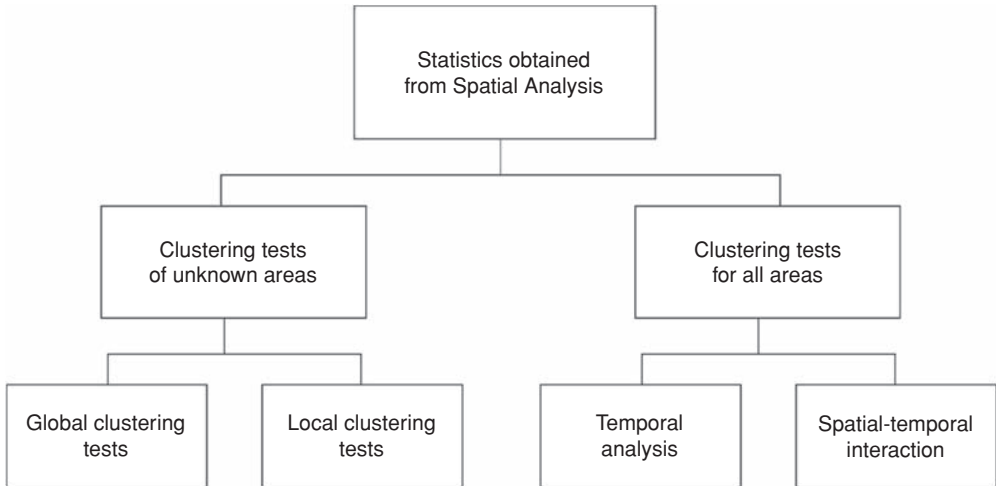 Statistics obtained
from Spatial Analysis
Clustering tests
of unknown areas
Clustering tests
for all areas
Global clustering
tests
Local clustering
tests
Temporal
analysis
Spatial-temporal
interaction